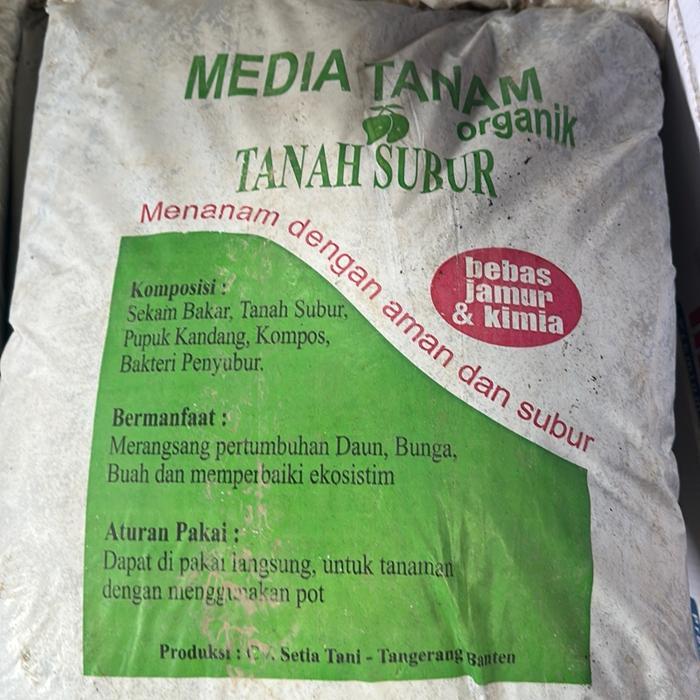 MEDIA TANAM
organik
TANAH SUBUR
Menanam dengan aman dan subur
bebas
jamur
& kimia
Komposisi :
Sekam Bakar, Tanah Subur,
Pupuk Kandang, Kompos,
Bakteri Penyubur.
Bermanfaat :
Merangsang pertumbuhan Daun, Bunga,
Buah dan memperbaiki ekosistim
Aturan Pakai :
Dapat di pakai langsung, untuk tanaman
dengan menggunakan pot
Produksi : CV. Setia Tani - Tangerang Banten